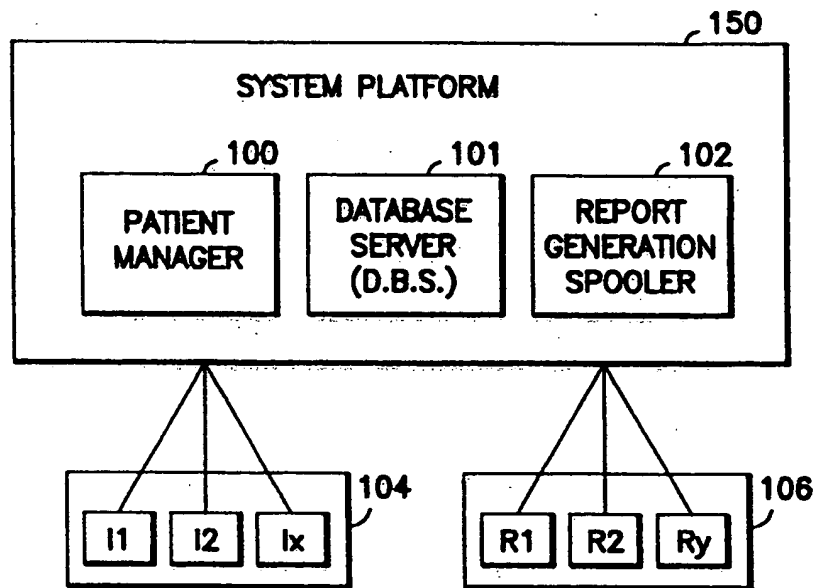 150
SYSTEM PLATFORM
100
101
102
PATIENT
MANAGER
DATABASE
SERVER
(D.B.S.)
REPORT
GENERATION
SPOOLER
104
106
I1
I2
Ix
R1
R2
Ry